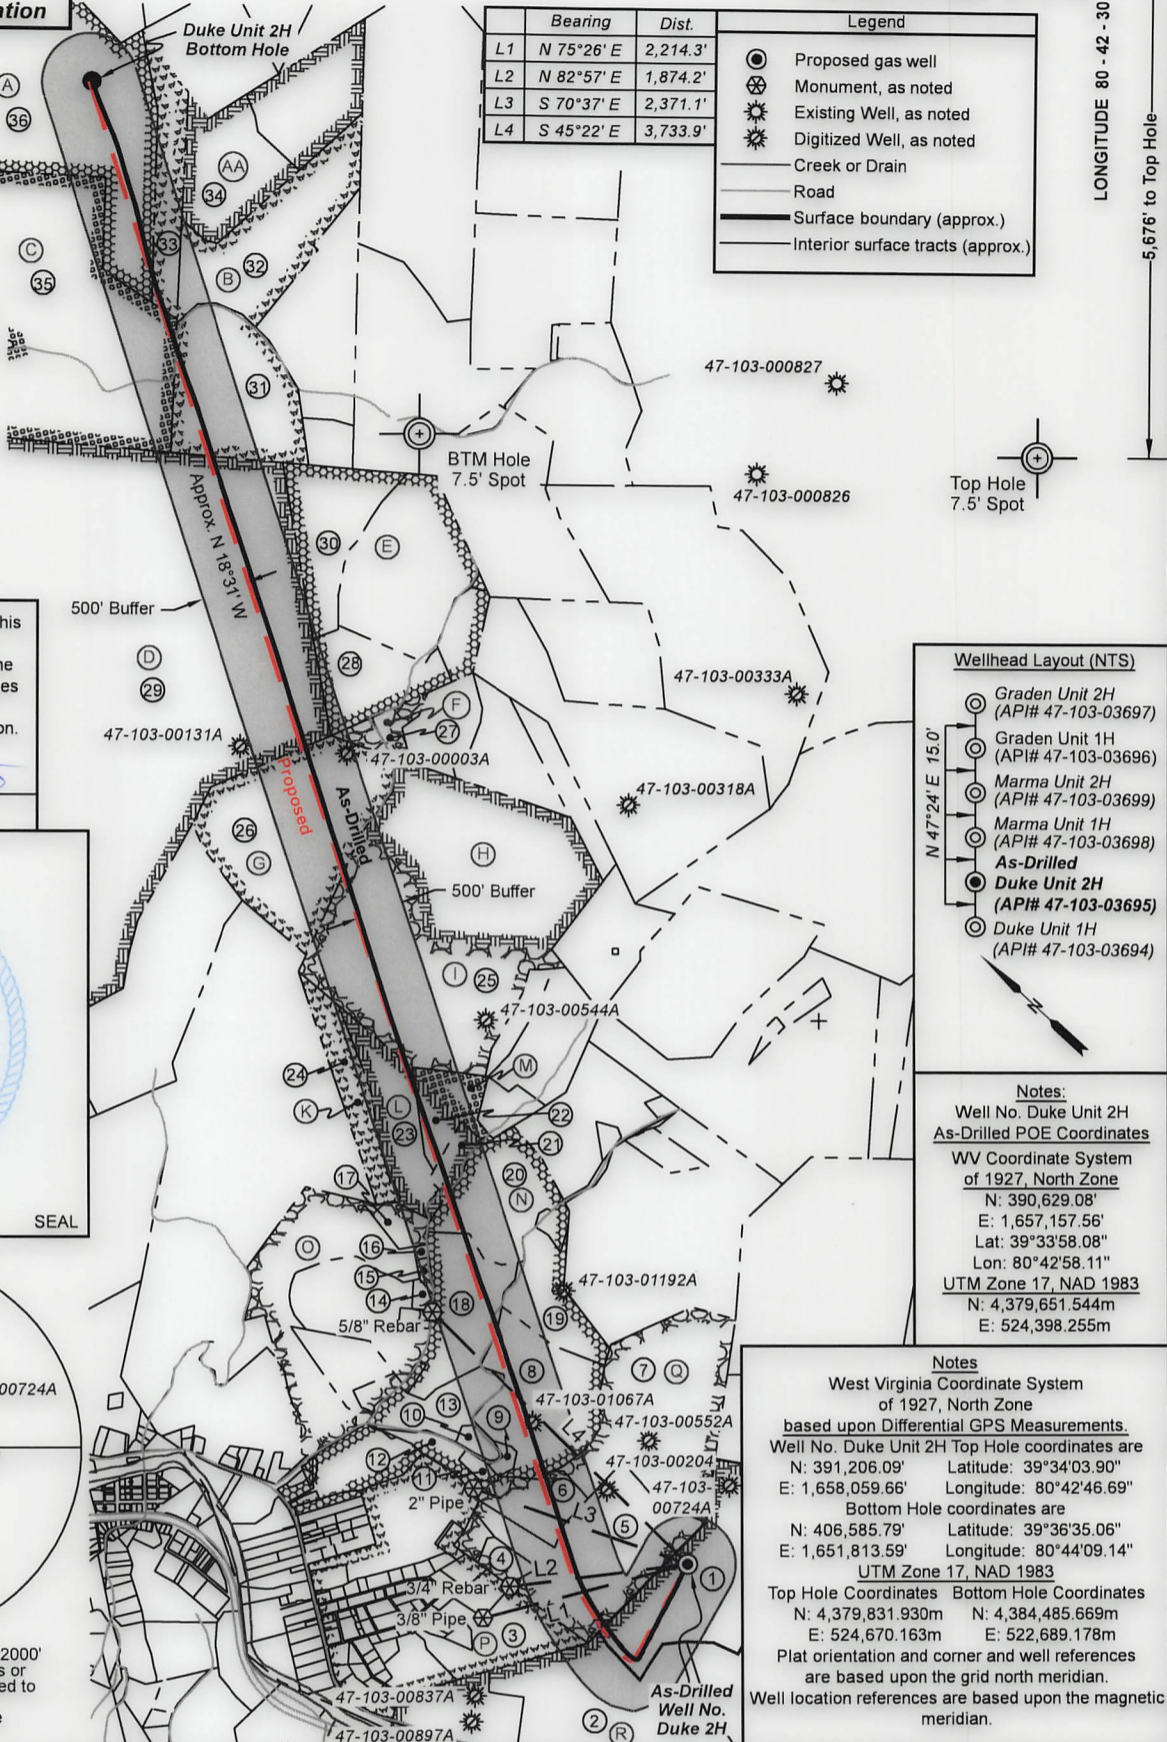 Duke Unit 2H
Bottom Hole
Bearing Dist.
L1 N 75°26' E 2,214.3'
L2 N 82°57' E 1,874.2'
L3 S 70°37' E 2,371.1'
L4 S 45°22' E 3,733.9'
Legend
Proposed gas well
Monument, as noted
Existing Well, as noted
Digitized Well, as noted
Creek or Drain
Road
Surface boundary (approx.)
Interior surface tracts (approx.)
LONGITUDE 80 - 42 - 30
5,676' to Top Hole
A
36
AA
34
33
C
35
B
32
31
47-103-000827
BTM Hole
7.5' Spot
47-103-000826
Top Hole
7.5' Spot
Approx. N 18°31' W
30
E
500' Buffer
D
29
28
47-103-00333A
F
27
47-103-00131A
47-103-00003A
Proposed
As-Drilled
47-103-00318A
26
G
H
500' Buffer
I
25
47-103-00544A
24
M
K
L
23
22
21
20
N
17
O
16
15
14
5/8" Rebar
18
47-103-01192A
19
8
7
Q
47-103-01067A
13
10
9
L4
47-103-00552A
12
11
47-103-00204
2" Pipe
6
47-103-
00724A
L3
5
4
L2
3/4" Rebar
1
3/8" Pipe
P
3
47-103-00837A
47-103-00897A
2
R
As-Drilled
Well No.
Duke 2H
Wellhead Layout (NTS)
Graden Unit 2H
(API# 47-103-03697)
Graden Unit 1H
(API# 47-103-03696)
Marma Unit 2H
(API# 47-103-03699)
Marma Unit 1H
(API# 47-103-03698)
As-Drilled
Duke Unit 2H
(API# 47-103-03695)
Duke Unit 1H
(API# 47-103-03694)
N 47°24' E 15.0'
N
Notes:
Well No. Duke Unit 2H
As-Drilled POE Coordinates
WV Coordinate System
of 1927, North Zone
N: 390,629.08'
E: 1,657,157.56'
Lat: 39°33'58.08"
Lon: 80°42'58.11"
UTM Zone 17, NAD 1983
N: 4,379,651.544m
E: 524,398.255m
Notes
West Virginia Coordinate System
of 1927, North Zone
based upon Differential GPS Measurements.
Well No. Duke Unit 2H Top Hole coordinates are
N: 391,206.09' Latitude: 39°34'03.90"
E: 1,658,059.66' Longitude: 80°42'46.69"
Bottom Hole coordinates are
N: 406,585.79' Latitude: 39°36'35.06"
E: 1,651,813.59' Longitude: 80°44'09.14"
UTM Zone 17, NAD 1983
Top Hole Coordinates Bottom Hole Coordinates
N: 4,379,831.930m N: 4,384,485.669m
E: 524,670.163m E: 522,689.178m
Plat orientation and corner and well references
are based upon the grid north meridian.
Well location references are based upon the magnetic
meridian.
SEAL
00724A
2000'